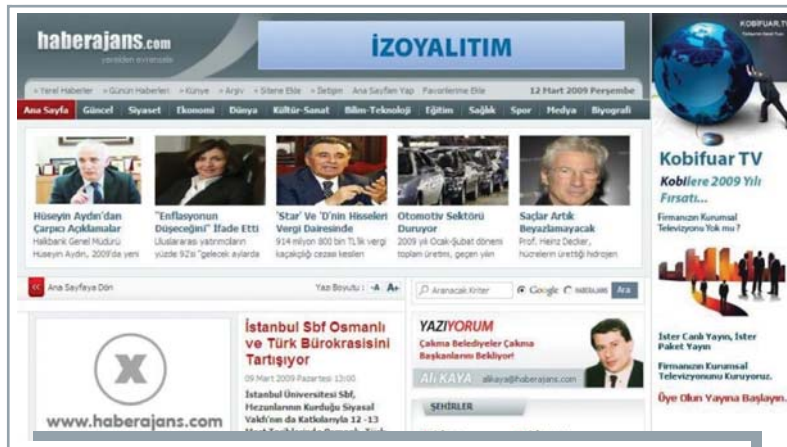 haberajans.com
yerelden evrensele
İZOYALITIM
» Yerel Haberler » Günün Haberleri » Künye » Arşiv » Sitene Ekle » İletişim Ana Sayfan Yap Favorilerine Ekle 12 Mart 2009 Perşembe
Ana Sayfa Güncel Siyaset Ekonomi Dünya Kültür-Sanat Bilim-Teknoloji Eğitim Sağlık Spor Medya Biyografi
Hüseyin Aydın'dan
Çarpıcı Açıklamalar
Halkbank Genel Müdürü
Hüseyin Aydın, 2009'da yeni
"Enflasyonun
Düşeceğini" İfade Etti
Uluslararası yatırımcıların
yüzde 92'si "gelecek aylarda
'Star' Ve 'D'nin Hisseleri
Vergi Dairesinde
914 milyon 800 bin TL'lik vergi
kaçakçılığı cezası kesilen
Otomotiv Sektörü
Duruyor
2009 yılı Ocak-Şubat dönemi
toplam üretimi, geçen yılın
Saçlar Artık
Beyazlamayacak
Prof. Heinz Decker,
hücrelerin ürettiği hidrojen
Ana Sayfaya Dön
Yazı Boyutu : -A A+
Aranacak Kriter Google Ara
www.haberajans.com
İstanbul Sbf Osmanlı
ve Türk Bürokrasisini
Tartışıyor
09 Mart 2009 Pazartesi 13:00
İstanbul Üniversitesi Sbf,
Mezunlarının Kurduğu Siyasal
Vakfı'nın da Katkılarıyla 12 -13
YAZIYORUM
Çakma Belediyeler Çakma
Başkanlarını Bekliyor!
Ali KAYA alikaya@haberajans.com
ŞEHİRLER
KOBİFUAR.TV
Kobifuar TV
Kobilere 2009 Yılı
Fırsatı...
Firmanızın Kurumsal
Televizyonu Yok mu ?
İster Canlı Yayın, İster
Paket Yayın
Firmanızın Kurumsal
Televizyonunu Kuruyoruz.
Üye Olun Yayına Başlayın.